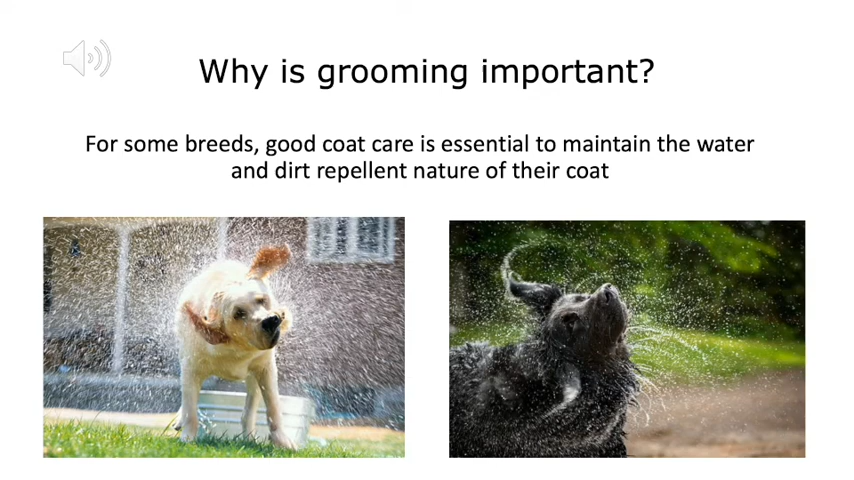 Why is grooming important?
For some breeds, good coat care is essential to maintain the water
and dirt repellent nature of their coat